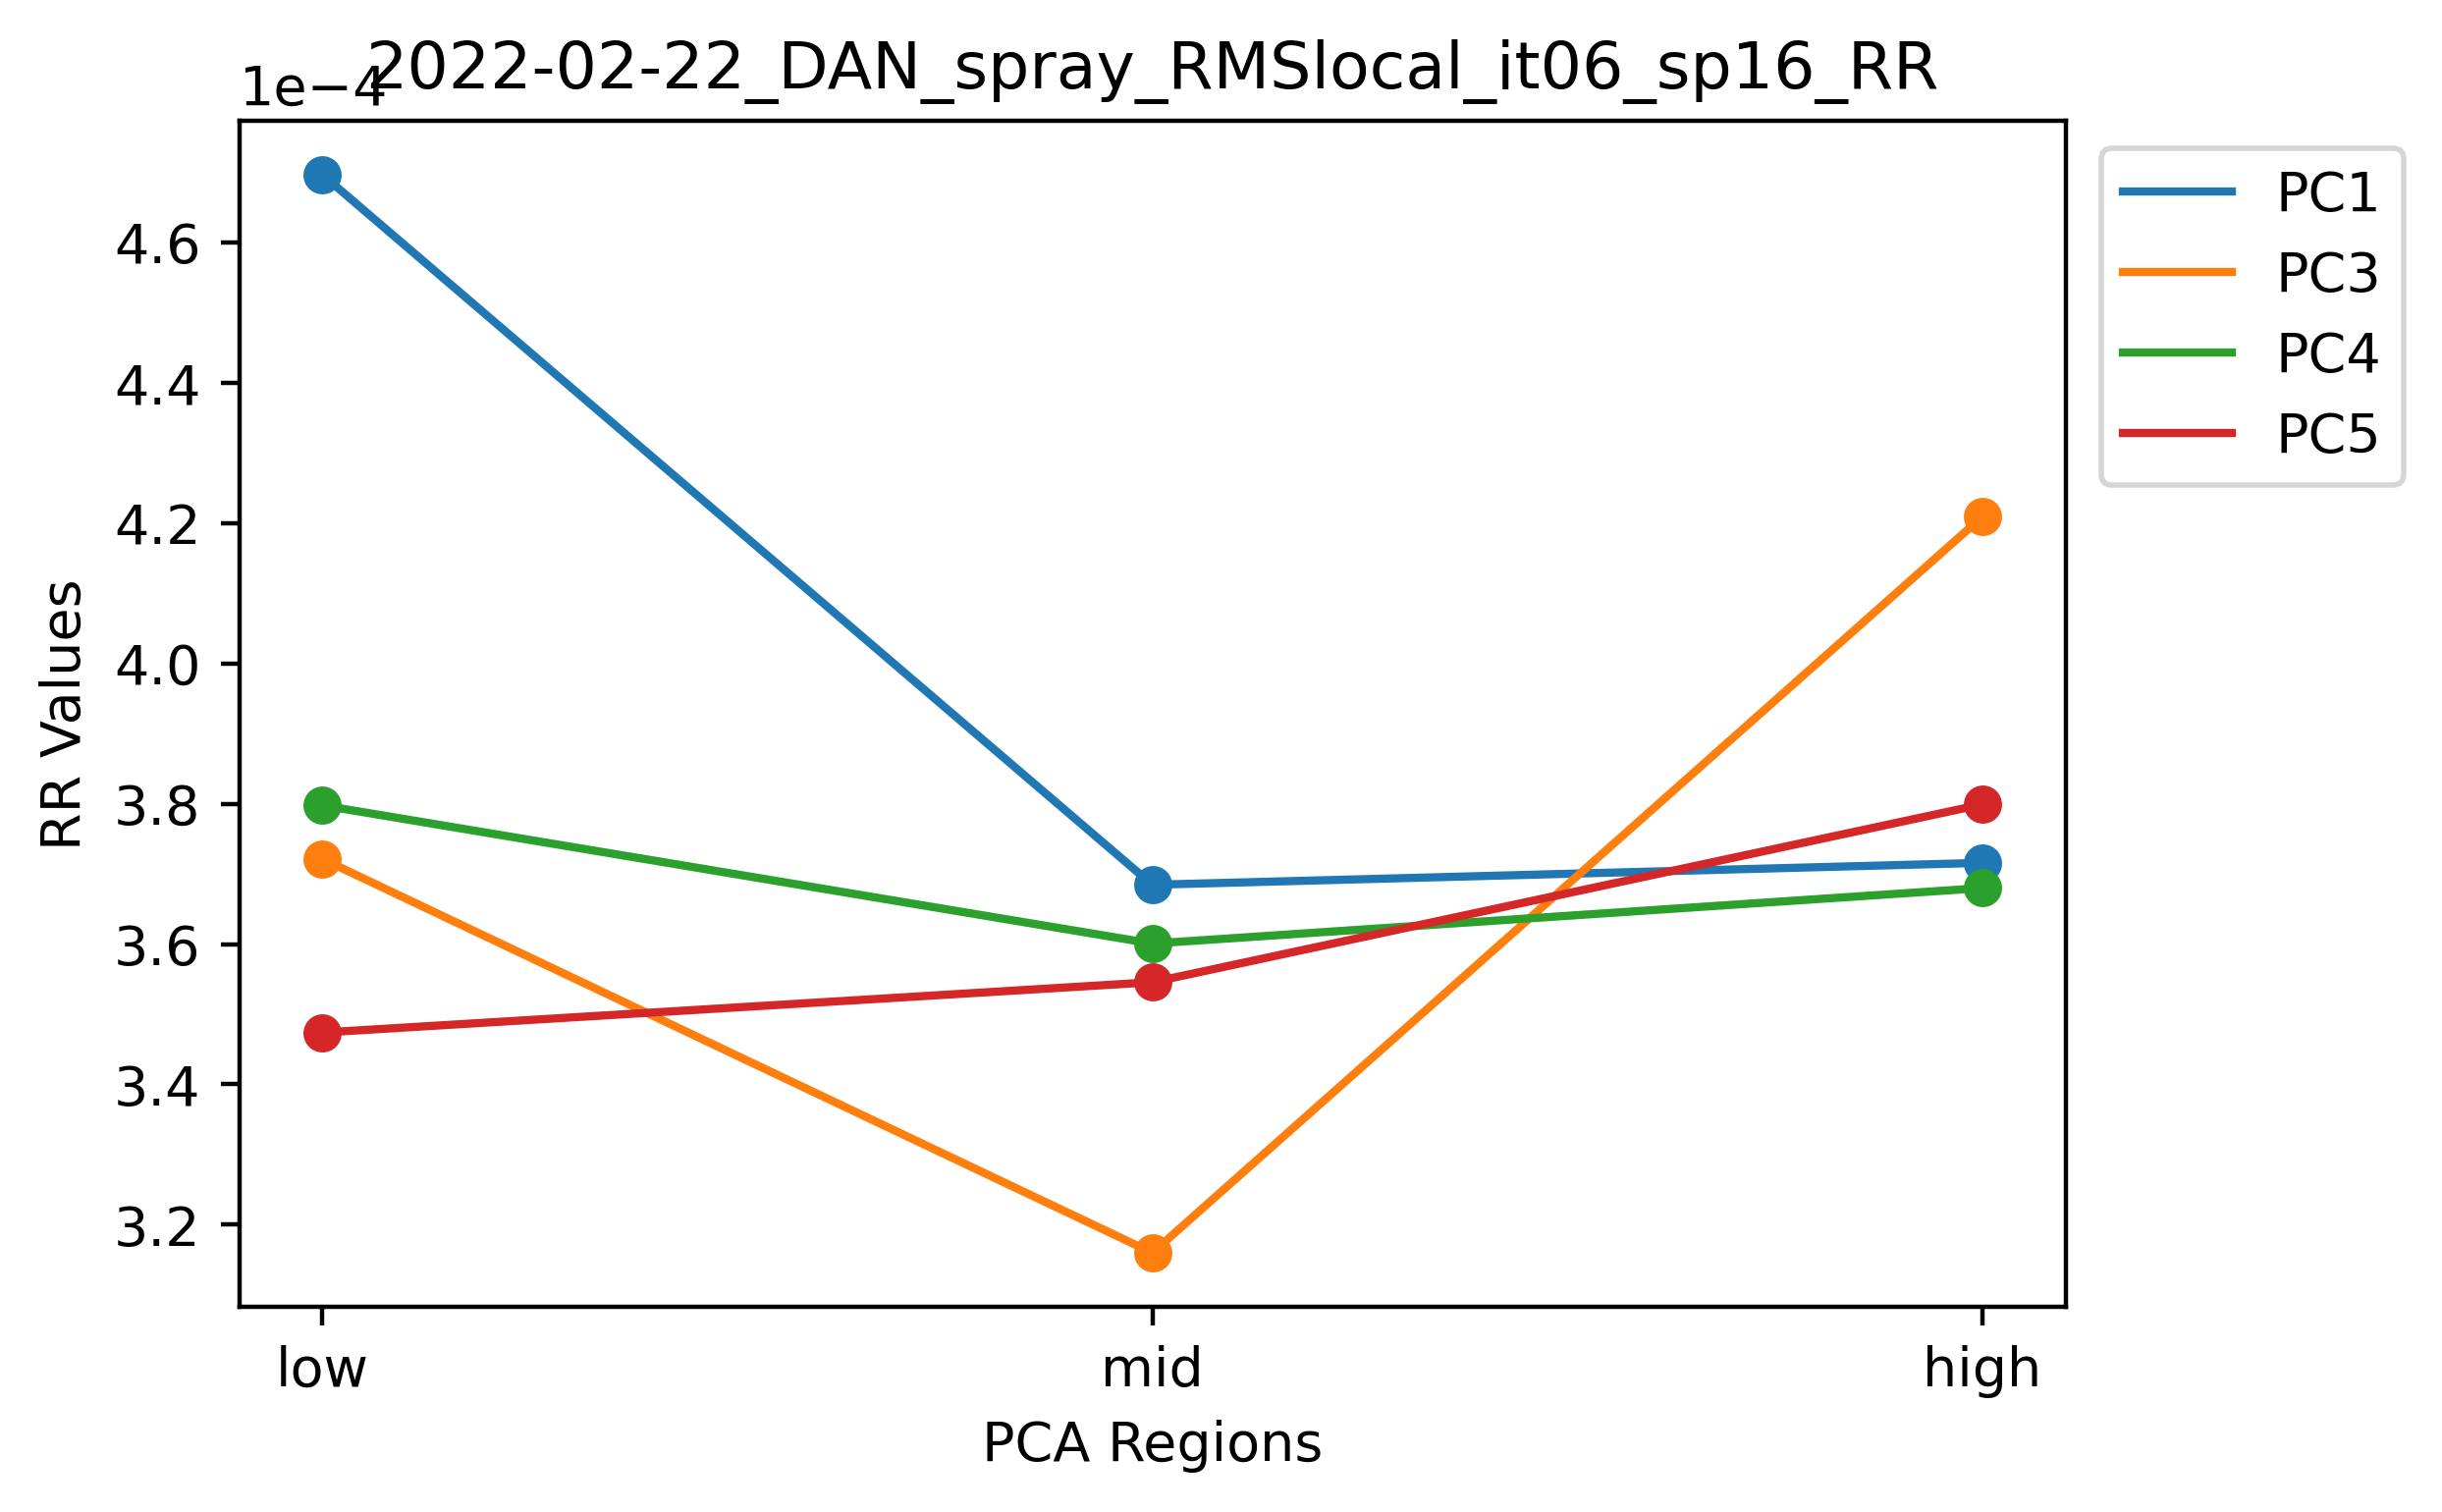 2022-02-22_DAN_spray_RMSlocal_it06_sp16_RR
1e−4
4.6
4.4
4.2
4.0
3.8
3.6
3.4
3.2
RR Values
low
mid
high
PCA Regions
PC1
PC3
PC4
PC5